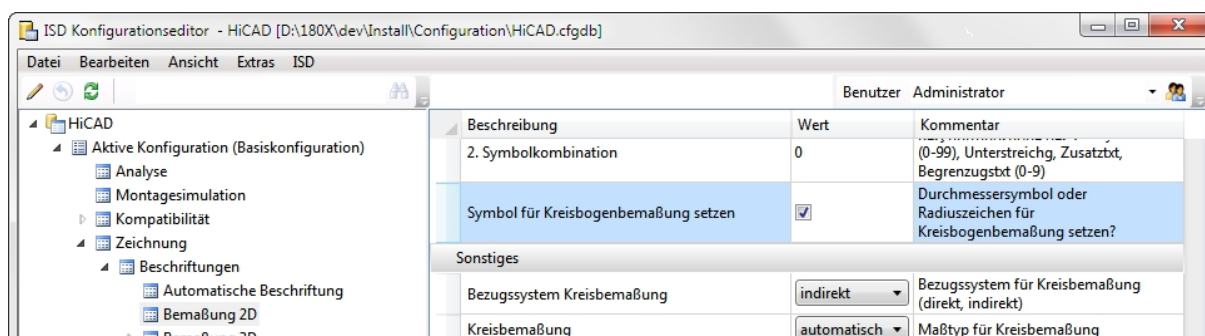 ISD Konfigurationseditor - HiCAD [D:\180X\dev\Install\Configuration\HiCAD.cfgdb]
Datei Bearbeiten Ansicht Extras ISD
Benutzer Administrator
HiCAD
Aktive Konfiguration (Basiskonfiguration)
Analyse
Montagesimulation
Kompatibilität
Zeichnung
Beschriftungen
Automatische Beschriftung
Bemaßung 2D
Beschreibung Wert Kommentar
2. Symbolkombination 0 (0-99), Unterstreichg, Zusatztxt,
Begrenzugstxt (0-9)
Symbol für Kreisbogenbemaßung setzen Durchmessersymbol oder
Radiuszeichen für
Kreisbogenbemaßung setzen?
Sonstiges
Bezugssystem Kreisbemaßung indirekt Bezugssystem für Kreisbemaßung
(direkt, indirekt)
Kreisbemaßung automatisch Maßtyp für Kreisbemaßung